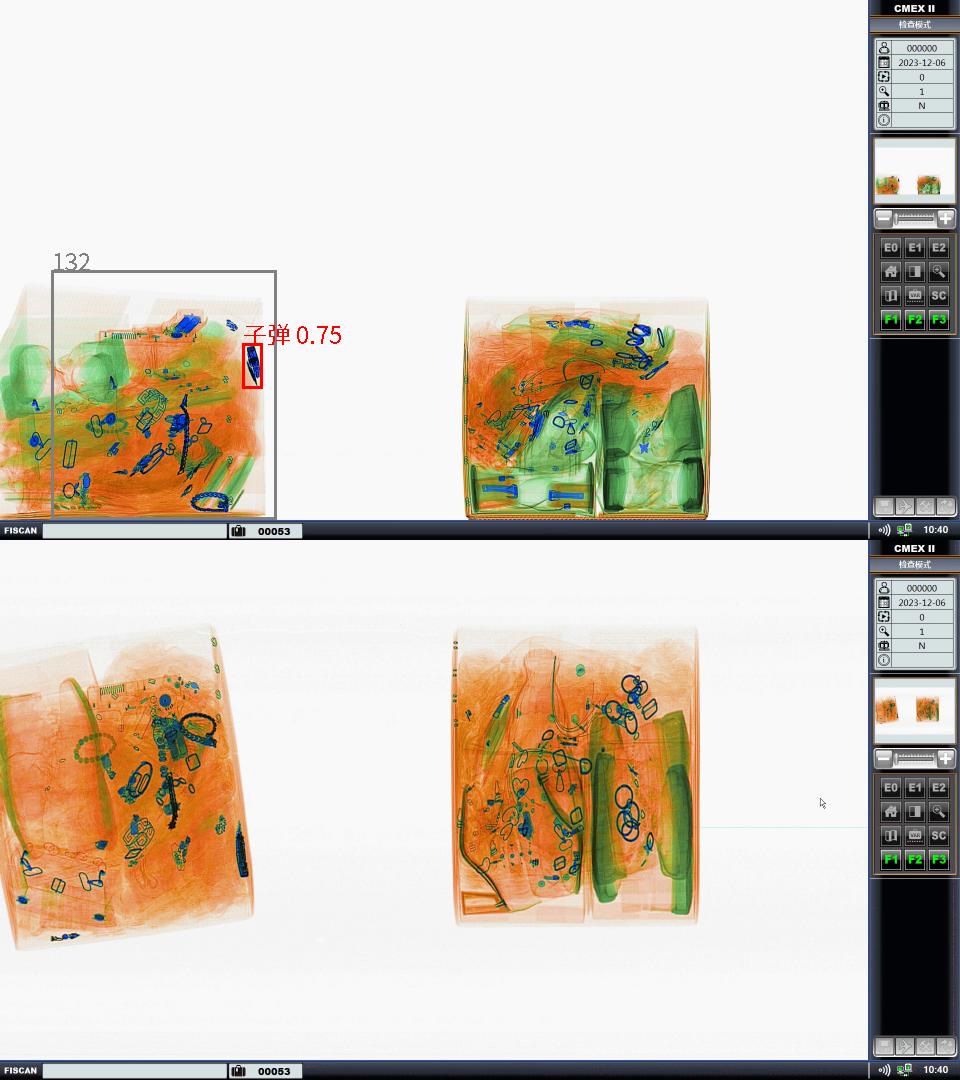 CMEX II
检查模式
000000
2023-12-06
0
1
N
E0 E1 E2
SC
F1 F2 F3
132
子弹 0.75
FISCAN
00053
10:40
CMEX II
检查模式
000000
2023-12-06
0
1
N
E0 E1 E2
SC
F1 F2 F3
FISCAN
00053
10:40